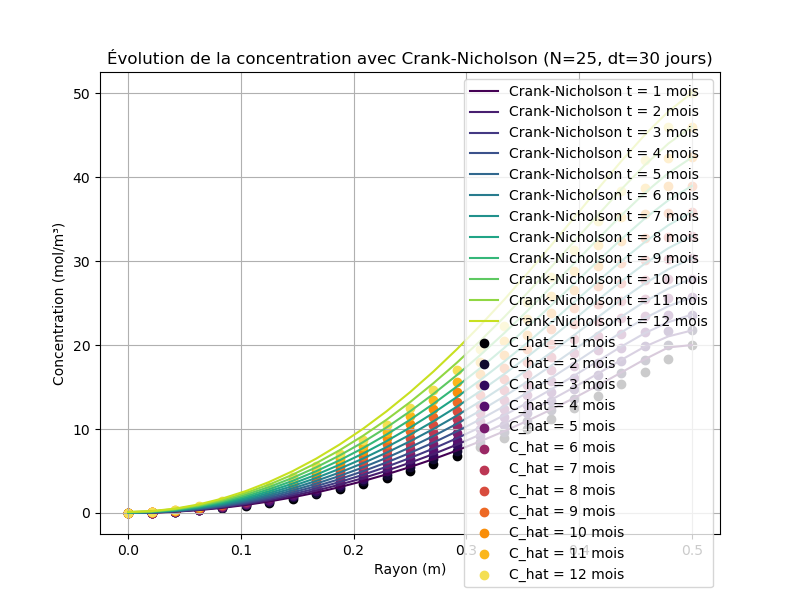 Évolution de la concentration avec Crank-Nicholson (N=25, dt=30 jours)
Concentration (mol/m³)
50
40
30
20
10
0
0.0
0.1
0.2
0.3
0.4
0.5
Rayon (m)
Crank-Nicholson t = 1 mois
Crank-Nicholson t = 2 mois
Crank-Nicholson t = 3 mois
Crank-Nicholson t = 4 mois
Crank-Nicholson t = 5 mois
Crank-Nicholson t = 6 mois
Crank-Nicholson t = 7 mois
Crank-Nicholson t = 8 mois
Crank-Nicholson t = 9 mois
Crank-Nicholson t = 10 mois
Crank-Nicholson t = 11 mois
Crank-Nicholson t = 12 mois
C_hat = 1 mois
C_hat = 2 mois
C_hat = 3 mois
C_hat = 4 mois
C_hat = 5 mois
C_hat = 6 mois
C_hat = 7 mois
C_hat = 8 mois
C_hat = 9 mois
C_hat = 10 mois
C_hat = 11 mois
C_hat = 12 mois